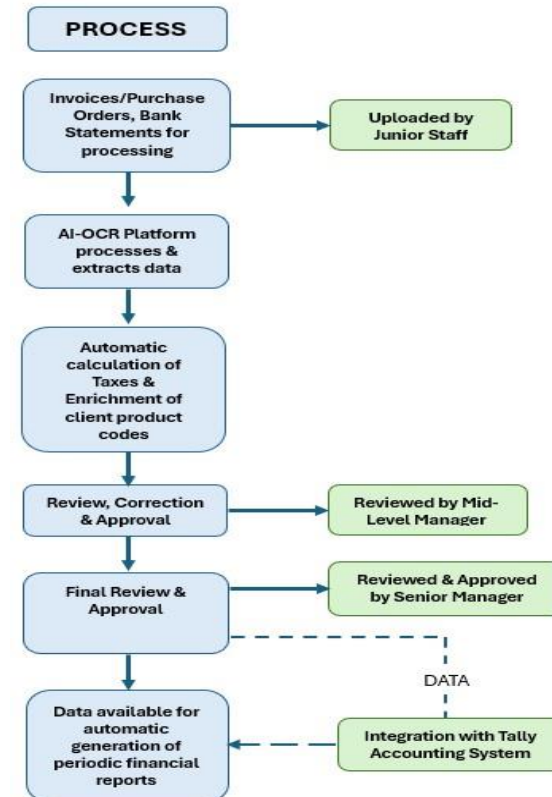 PROCESS
Invoices/Purchase
Orders, Bank
Statements for
processing
Uploaded by
Junior Staff
AI-OCR Platform
processes &
extracts data
Automatic
calculation of
Taxes &
Enrichment of
client product
codes
Review, Correction
& Approval
Reviewed by Mid-
Level Manager
Final Review &
Approval
Reviewed & Approved
by Senior Manager
DATA
Data available for
automatic
generation of
periodic financial
reports
Integration with Tally
Accounting System